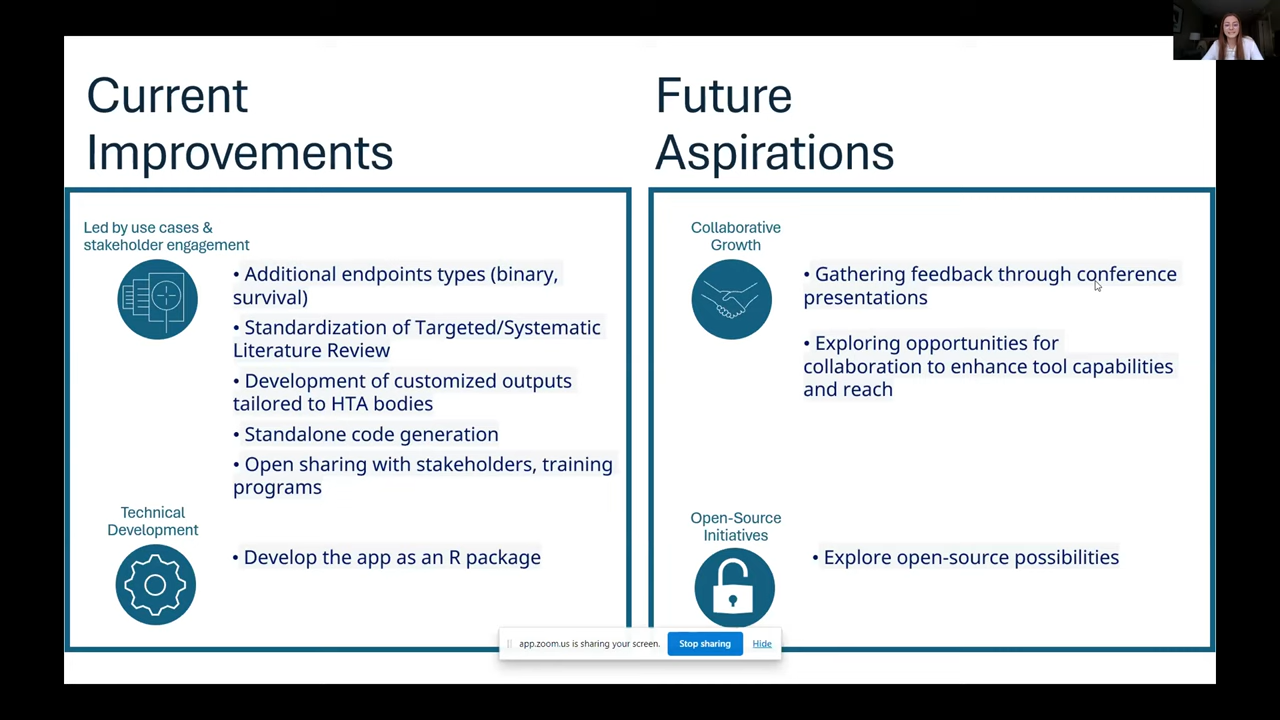 Current
Improvements
Led by use cases &
stakeholder engagement
• Additional endpoints types (binary,
survival)
• Standardization of Targeted/Systematic
Literature Review
• Development of customized outputs
tailored to HTA bodies
• Standalone code generation
• Open sharing with stakeholders, training
programs
Technical
Development
• Develop the app as an R package
Future
Aspirations
Collaborative
Growth
• Gathering feedback through conference
presentations
• Exploring opportunities for
collaboration to enhance tool capabilities
and reach
Open-Source
Initiatives
• Explore open-source possibilities
app.zoom.us is sharing your screen.
Stop sharing
Hide